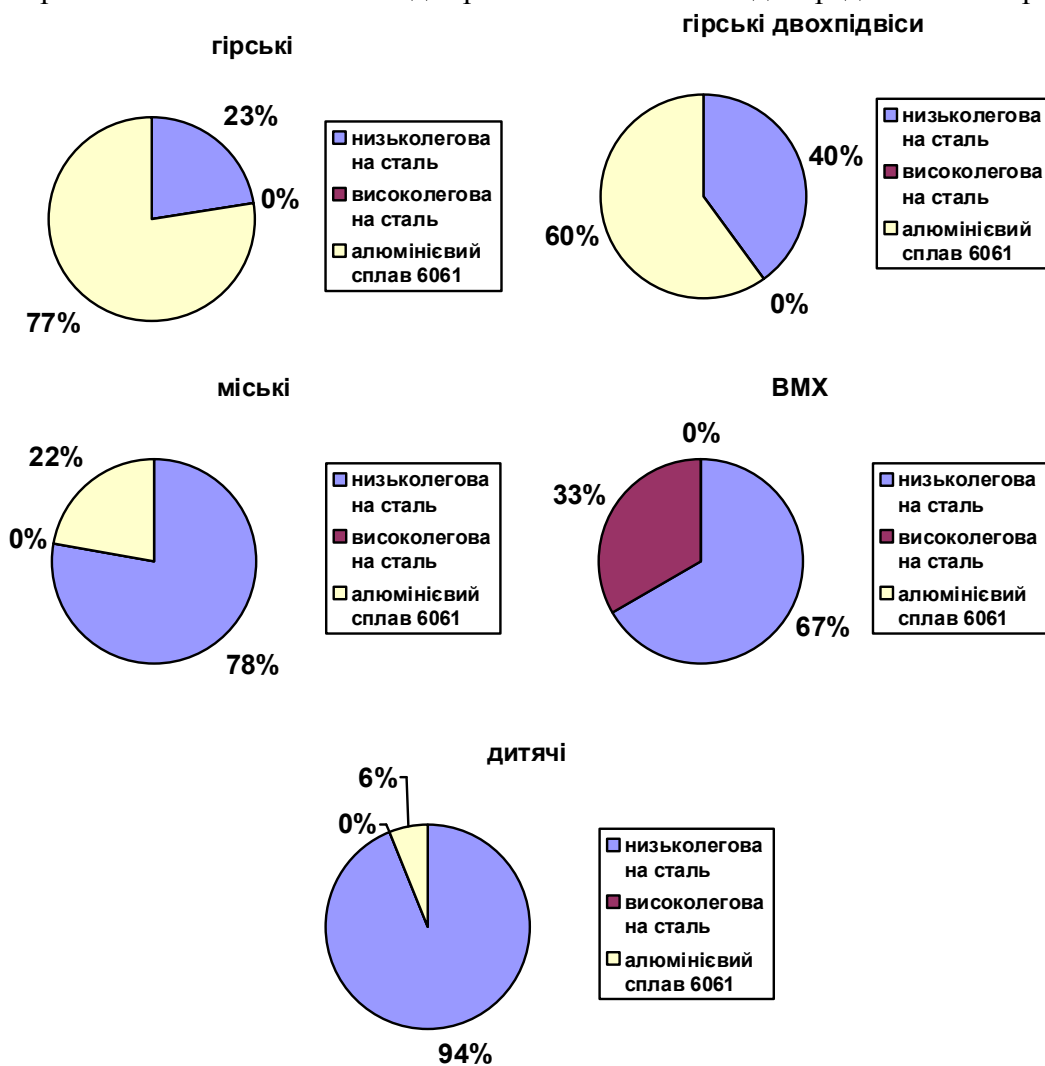 гірські
23%
0%
77%
низьколегова
на сталь
високолегова
на сталь
алюмінієвий
сплав 6061
гірські двохпідвіси
40%
60%
0%
низьколегова
на сталь
високолегова
на сталь
алюмінієвий
сплав 6061
міські
22%
0%
78%
низьколегова
на сталь
високолегова
на сталь
алюмінієвий
сплав 6061
ВМХ
0%
33%
67%
низьколегова
на сталь
високолегова
на сталь
алюмінієвий
сплав 6061
дитячі
6%
0%
94%
низьколегова
на сталь
високолегова
на сталь
алюмінієвий
сплав 6061